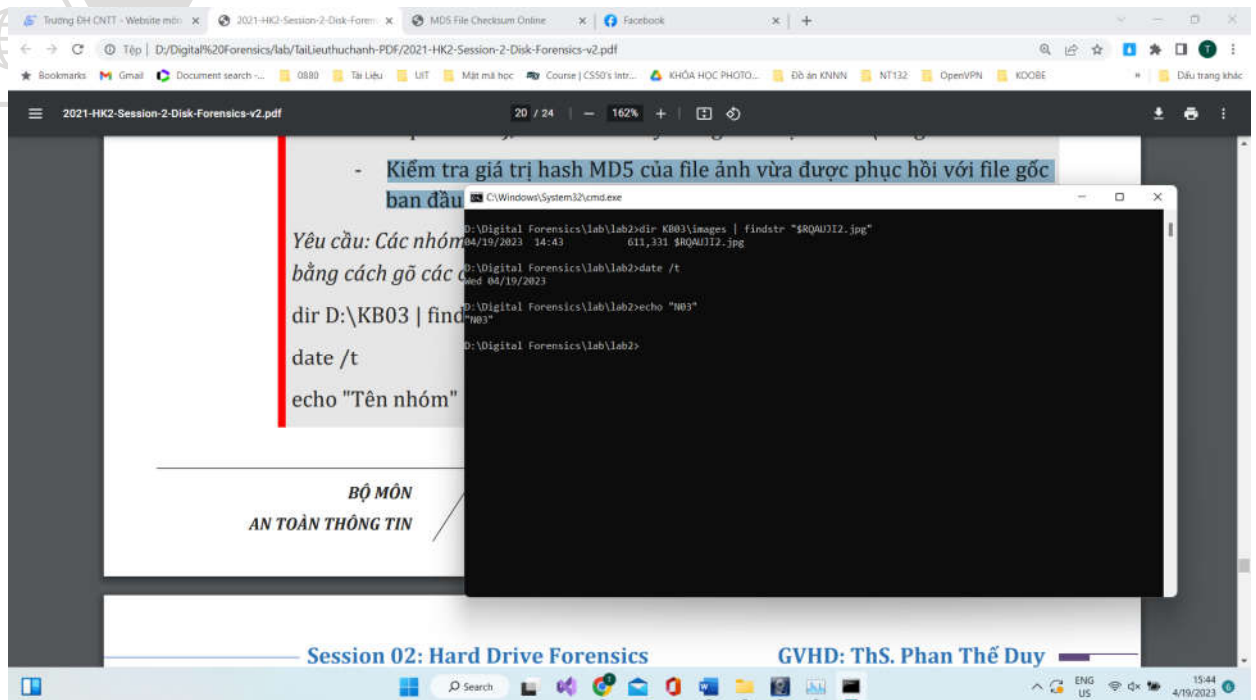 Trường ĐH CNTT - Website môn
2021-HK2-Session-2-Disk-Foren
MD5 File Checksum Online
Facebook
Tệp | D:/Digital%20Forensics/lab/TaiLieuthuchanh-PDF/2021-HK2-Session-2-Disk-Forensics-v2.pdf
Bookmarks Gmail Document search -... 0880 Tài Liệu UIT Mật mã học Course | CS50's Intr... KHÓA HỌC PHOTO... Đồ án KNNN NT132 OpenVPN KDOBE » Dấu trang khác
2021-HK2-Session-2-Disk-Forensics-v2.pdf 20 / 24 | − 162% +
- Kiểm tra giá trị hash MD5 của file ảnh vừa được phục hồi với file gốc
ban đầu
Yêu cầu: Các nhóm
bằng cách gõ các
dir D:\KB03 | find
date /t
echo "Tên nhóm"
C:\Windows\System32\cmd.exe
D:\Digital Forensics\lab\lab2>dir KB03\images | findstr "$RQAUJI2.jpg"
04/19/2023 14:43 611,331 $RQAUJI2.jpg
D:\Digital Forensics\lab\lab2>date /t
Wed 04/19/2023
D:\Digital Forensics\lab\lab2>echo "N03"
"N03"
D:\Digital Forensics\lab\lab2>
BỘ MÔN
AN TOÀN THÔNG TIN
Session 02: Hard Drive Forensics GVHD: ThS. Phan Thế Duy
Search
ENG
US
15:44
4/19/2023